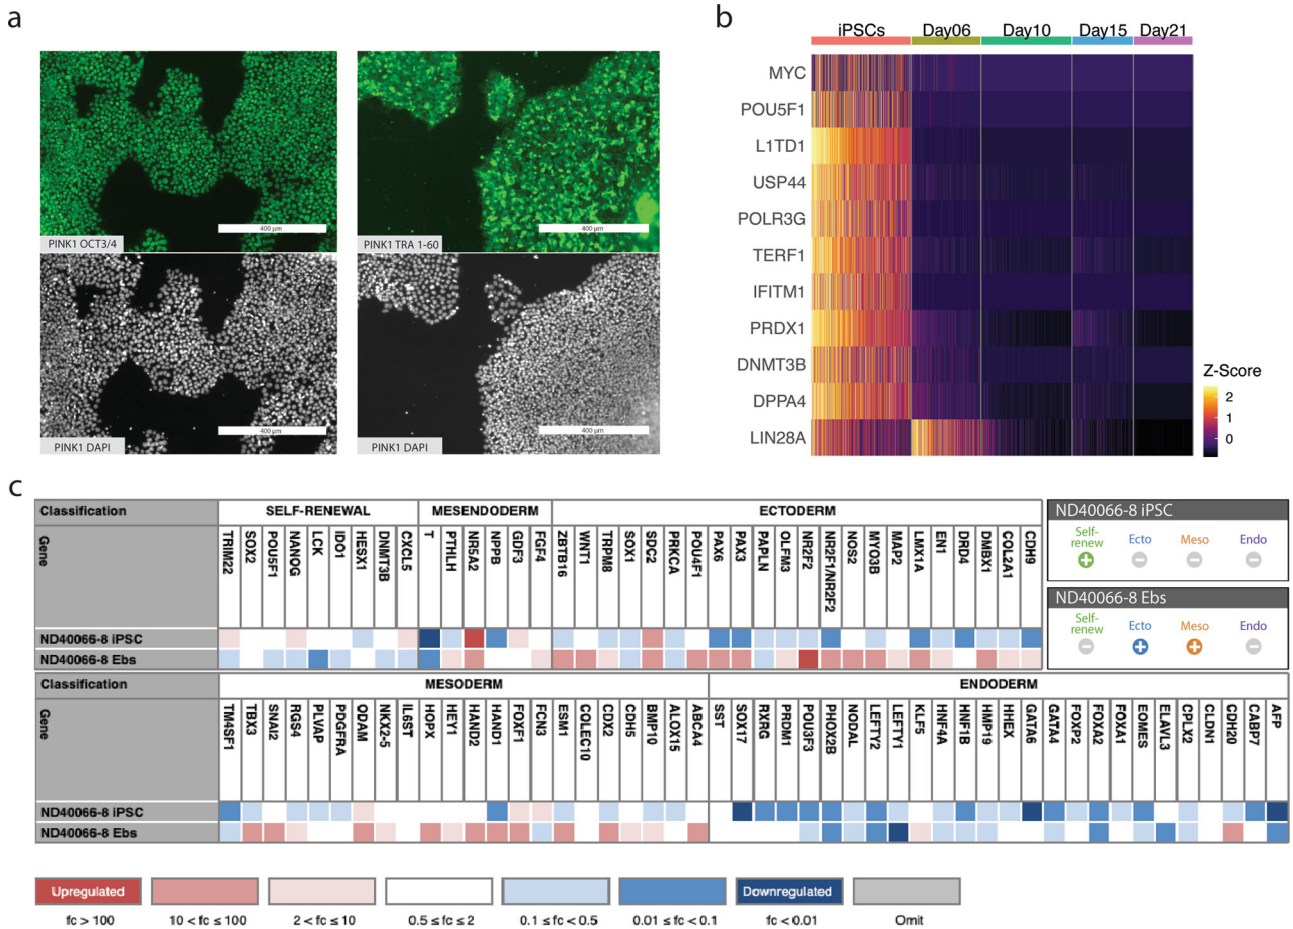 a
PINK1 OCT3/4
400 µm
PINK1 TRA 1-60
400 µm
PINK1 DAPI
400 µm
PINK1 DAPI
400 µm
b
iPSCs Day06 Day10 Day15 Day21
MYC
POU5F1
L1TD1
USP44
POLR3G
TERF1
IFITM1
PRDX1
DNMT3B
DPPA4
LIN28A
Z-Score
2
1
0
c
Classification SELF-RENEWAL MESENDODERM ECTODERM
Gene TRIM22 SOX2 POU5F1 NANOG LCK IDO1 HESX1 DNMT3B CXCL5 T PTHLH NR5A2 NPPB GDF3 FGF4 ZBTB16 WNT1 TRPM8 SOX1 SDC2 PRKCA POU4F1 PAX6 PAX3 PAPLN OLFM3 NR2F2 NR2F1/NR2F2 NOS2 MYO3B MAP2 LMX1A EN1 DRD4 DMBX1 COL2A1 CDH9
ND40066-8 iPSC
ND40066-8 Ebs
ND40066-8 iPSC
Self-renew Ecto Meso Endo
ND40066-8 Ebs
Self-renew Ecto Meso Endo
Classification MESODERM ENDODERM
Gene TM4SF1 TBX3 SNAI2 RGS4 PLVAP PDGFRA ODAM NKX2-5 IL6ST HOPX HEY1 HAND2 HAND1 FOXF1 FCN3 ESM1 COLEC10 CDX2 CDH5 BMP10 ALOX15 ABCA4 SST SOX17 RXRG PRDM1 POU3F3 PHOX2B NODAL LEFTY2 LEFTY1 KLF5 HNF4A HNF1B HMP19 HHEX GATA6 GATA4 FOXP2 FOXA2 FOXA1 EOMES ELAVL3 CPLX2 CLDN1 CDH20 CABP7 AFP
ND40066-8 iPSC
ND40066-8 Ebs
Upregulated Downregulated
fc > 100 10 < fc ≤ 100 2 < fc ≤ 10 0.5 ≤ fc ≤ 2 0.1 ≤ fc < 0.5 0.01 ≤ fc < 0.1 fc < 0.01 Omit